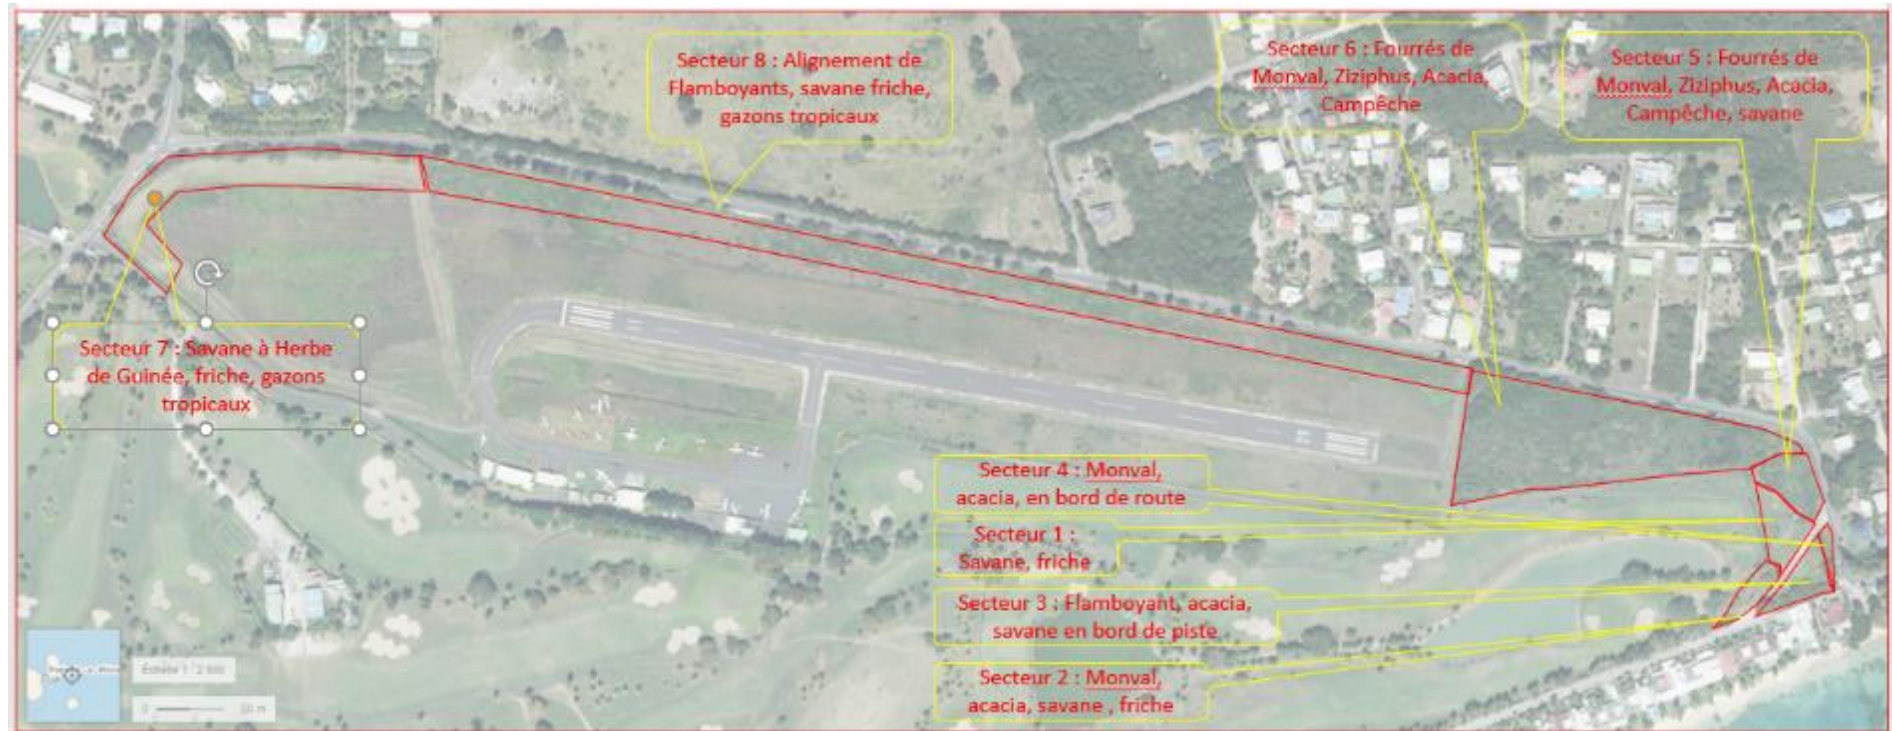 Secteur 8 : Alignement de
Flamboyants, savane friche,
gazons tropicaux
Secteur 6 : Fourrés de
Monval, Ziziphus, Acacia,
Campêche
Secteur 5 : Fourrés de
Monval, Ziziphus, Acacia,
Campêche, savane
Secteur 7 : Savane à Herbe
de Guinée, friche, gazons
tropicaux
Secteur 4 : Monval,
acacia, en bord de route
Secteur 1 :
Savane, friche
Secteur 3 : Flamboyant, acacia,
savane en bord de piste
Secteur 2 : Monval,
acacia, savane , friche
Échelle 1 :
0
m